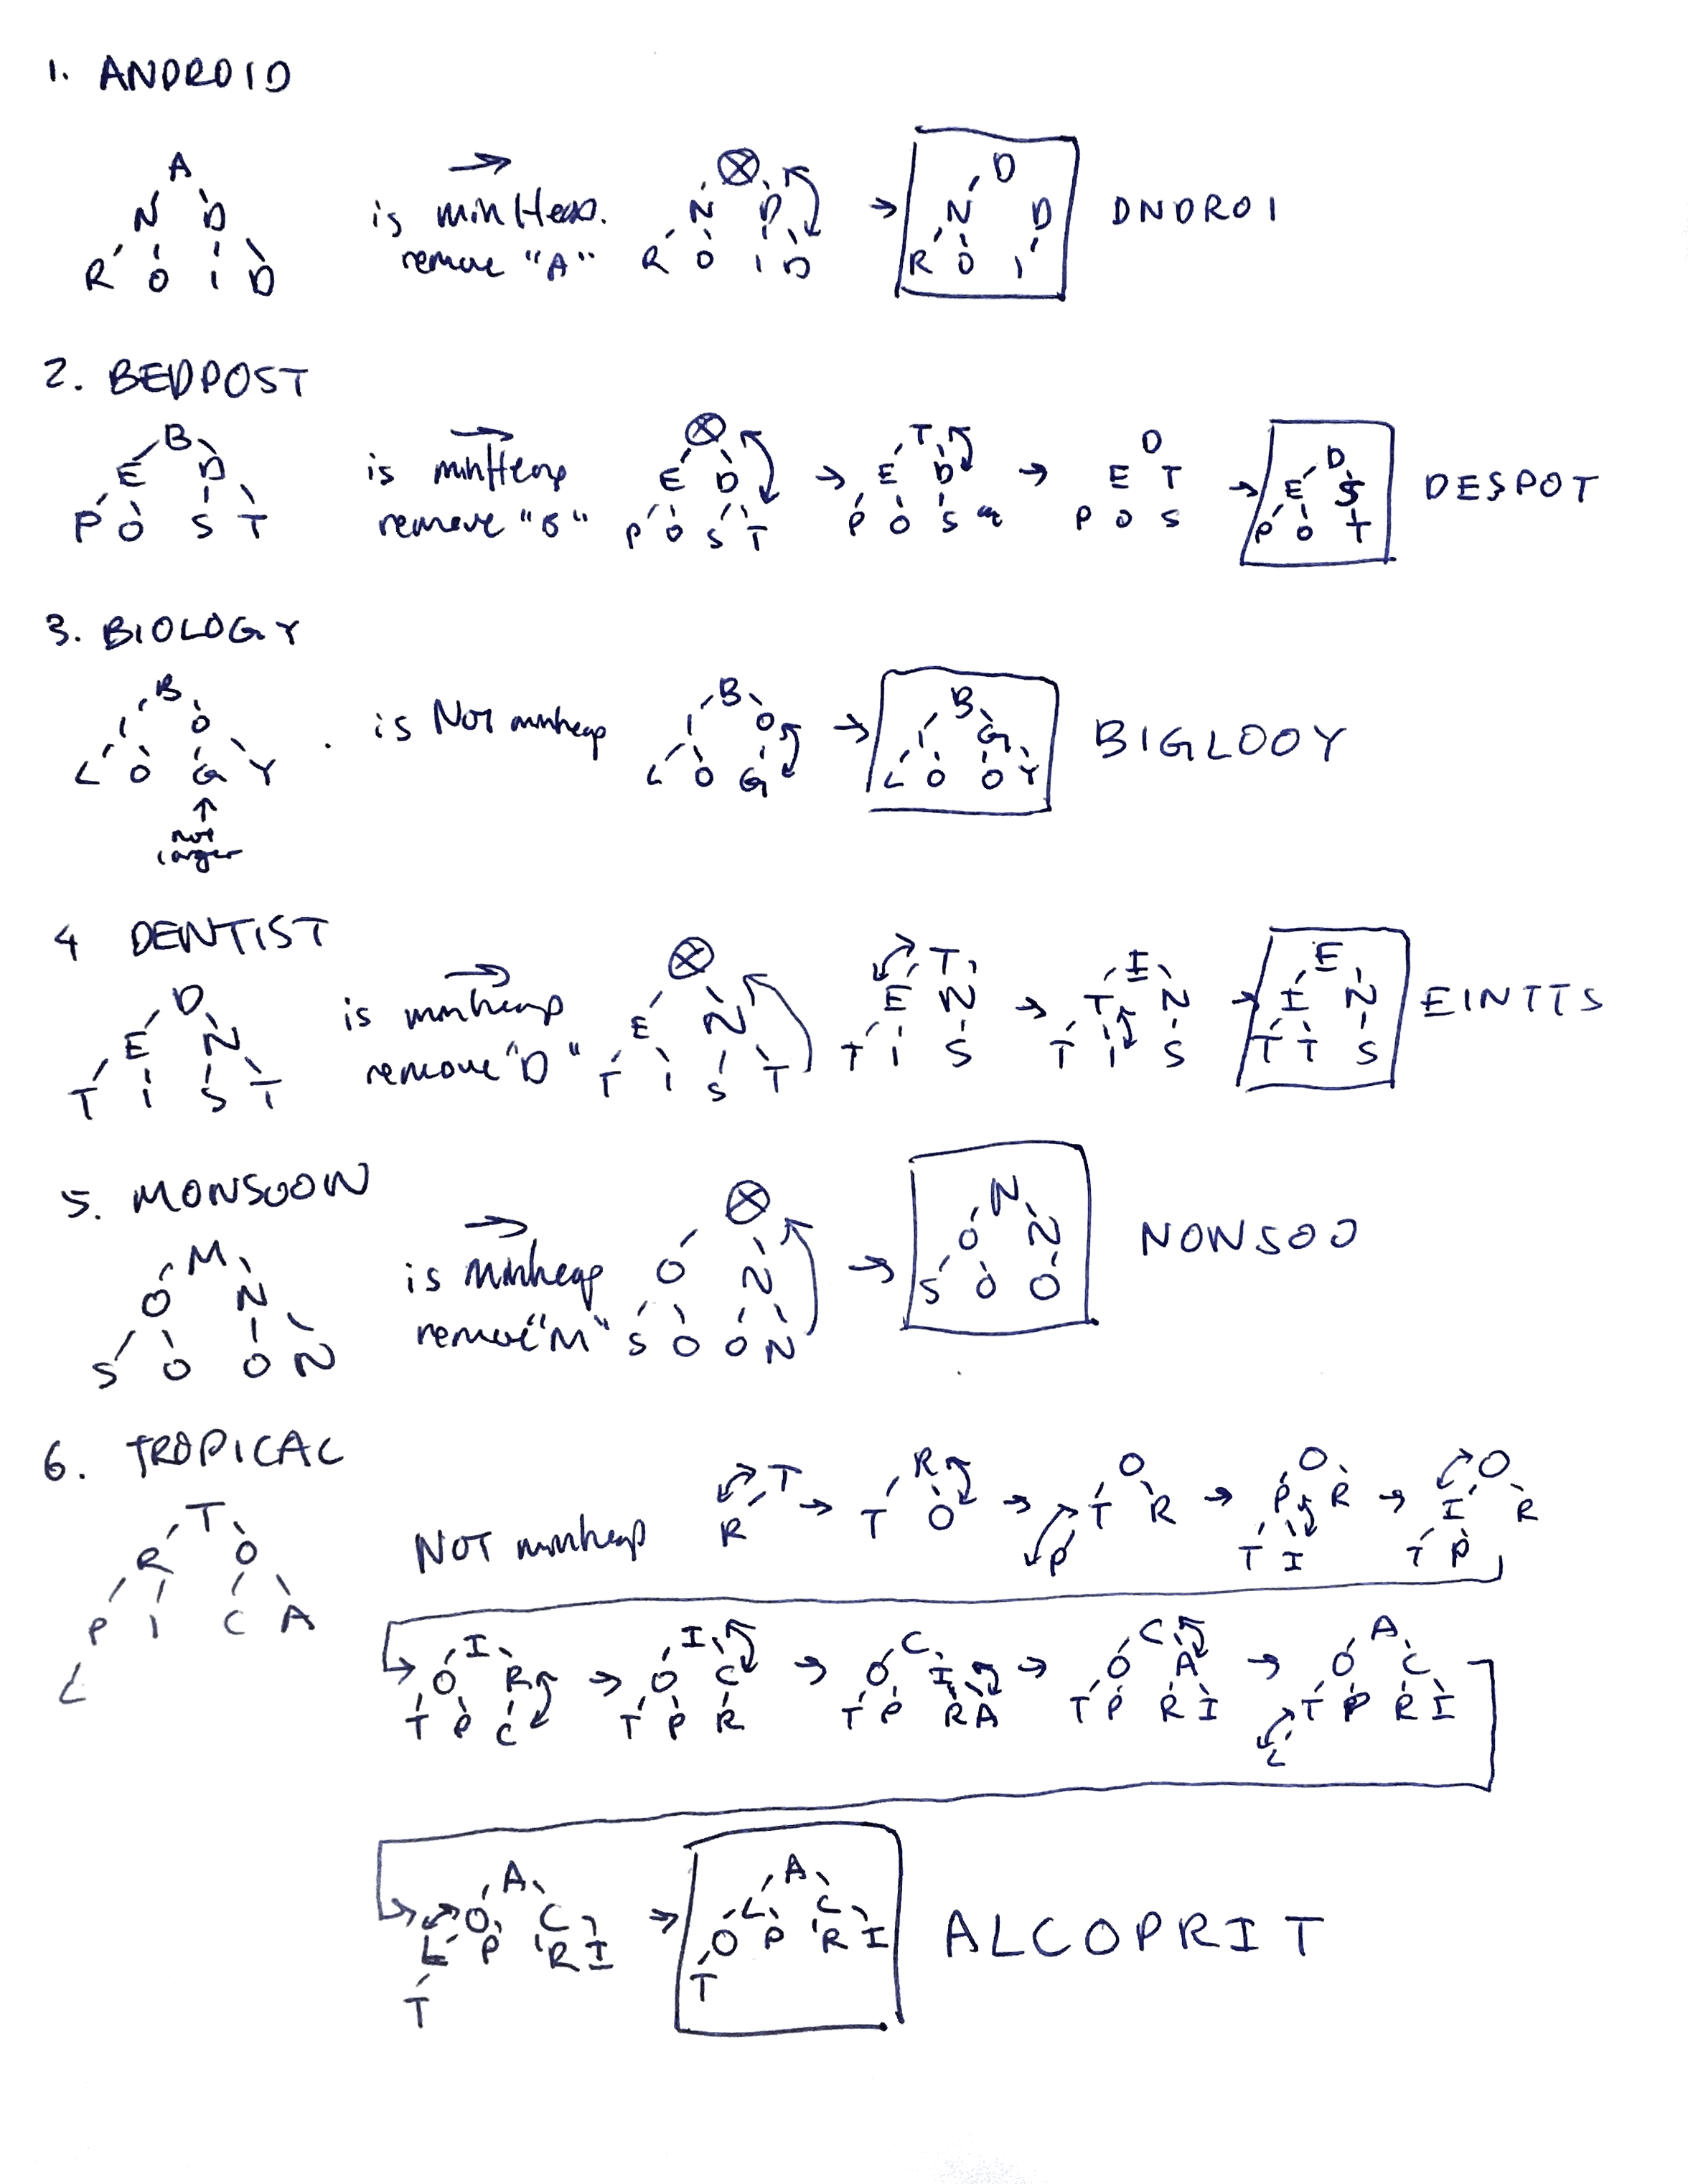 1. ANDROID
A
N D
R O I D
is minHeap.
remove "A"
⊗
N D
R O I D
D
N D
R O I
DNDROI
2. BEDPOST
B
E D
P O S T
is minHeap
remove "B"
⊗
E D
P O S T
T
E D
P O S
D
E T
P O S
D
E S
P O T
DESPOT
3. BIOLOGY
B
I O
L O G Y
not
larger
is NOT minheap
B
I O
L O G
B
I G
L O O Y
BIGLOOY
4 DENTIST
D
E N
T I S T
is minheap
remove "D"
⊗
E N
T I S T
T
E N
T I S
I
T N
T I S
E
I N
T T S
EINTTS
5. MONSOON
M
O N
S O O N
is minheap
remove "M"
⊗
O N
S O O N
N
O N
S O O
NONSOO
6. TROPICAL
T
R O
P I C A
L
NOT minheap
T
R
R
T O
O
T R
P
O
P R
T I
O
I R
T P
I
O R
T P C
I
O C
T P R
C
O I
T P R A
C
O A
T P R I
A
O C
T P R I
L
A
O C
L P R I
T
A
L C
O P R I
T
ALCOPRIT